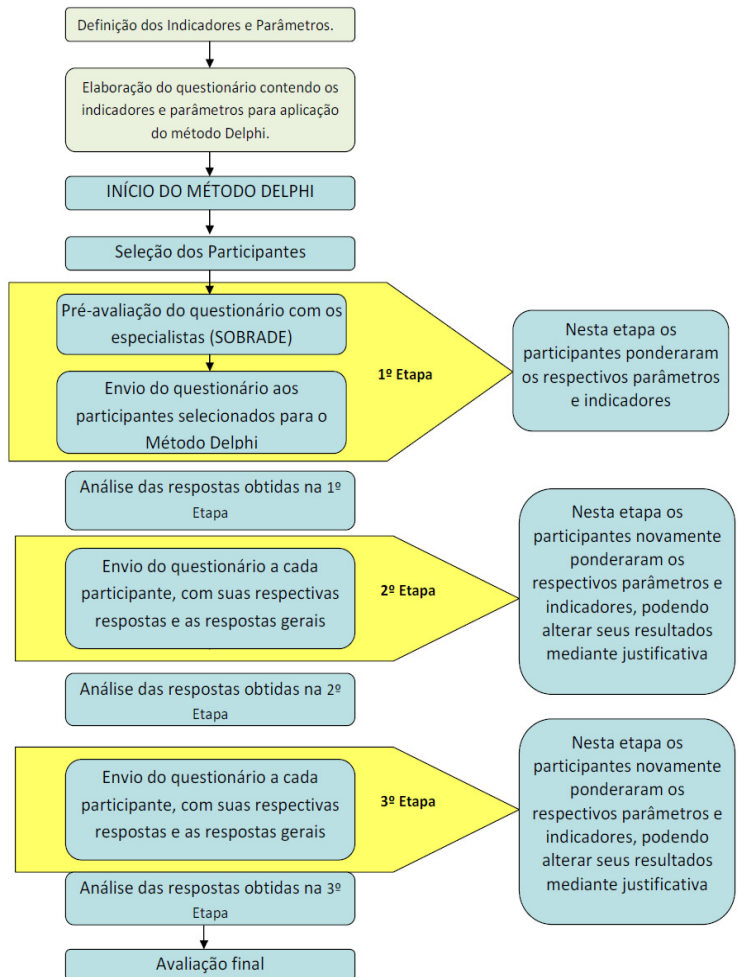 Definição dos Indicadores e Parâmetros.
Elaboração do questionário contendo os
indicadores e parâmetros para aplicação
do método Delphi.
INÍCIO DO MÉTODO DELPHI
Seleção dos Participantes
Pré-avaliação do questionário com os
especialistas (SOBRADE)
Envio do questionário aos
participantes selecionados para o
Método Delphi
1º Etapa
Nesta etapa os
participantes ponderaram
os respectivos parâmetros
e indicadores
Análise das respostas obtidas na 1º
Etapa
Envio do questionário a cada
participante, com suas respectivas
respostas e as respostas gerais
2º Etapa
Nesta etapa os
participantes novamente
ponderaram os
respectivos parâmetros e
indicadores, podendo
alterar seus resultados
mediante justificativa
Análise das respostas obtidas na 2º
Etapa
Envio do questionário a cada
participante, com suas respectivas
respostas e as respostas gerais
3º Etapa
Nesta etapa os
participantes novamente
ponderaram os
respectivos parâmetros e
indicadores, podendo
alterar seus resultados
mediante justificativa
Análise das respostas obtidas na 3º
Etapa
Avaliação final